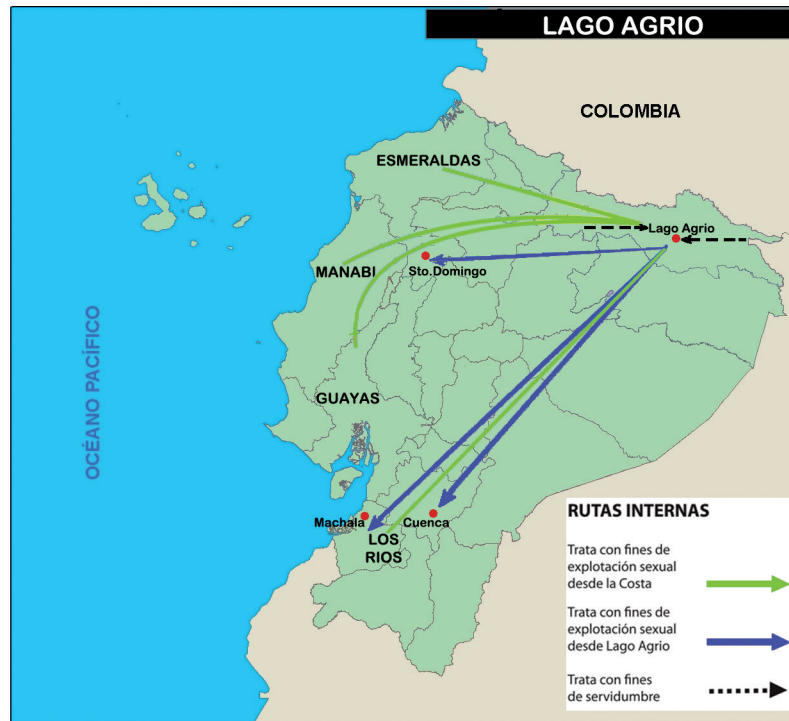 LAGO AGRIO
COLOMBIA
ESMERALDAS
Lago Agrio
MANABI
Sto.Domingo
OCÉANO PACÍFICO
GUAYAS
Machala
Cuenca
LOS
RIOS
RUTAS INTERNAS
Trata con fines de
explotación sexual
desde la Costa
Trata con fines de
explotación sexual
desde Lago Agrio
Trata con fines
de servidumbre